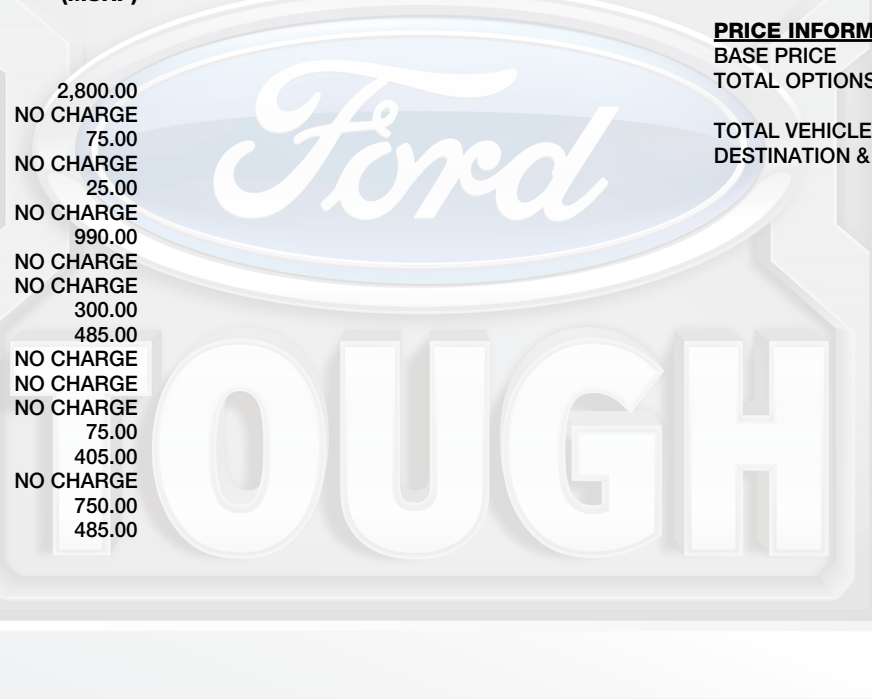 2,800.00
NO CHARGE
75.00
NO CHARGE
25.00
NO CHARGE
990.00
NO CHARGE
NO CHARGE
300.00
485.00
NO CHARGE
NO CHARGE
NO CHARGE
75.00
405.00
NO CHARGE
750.00
485.00
PRICE INFORM
BASE PRICE
TOTAL OPTIONS
TOTAL VEHICLE
DESTINATION &
Ford
TOUGH